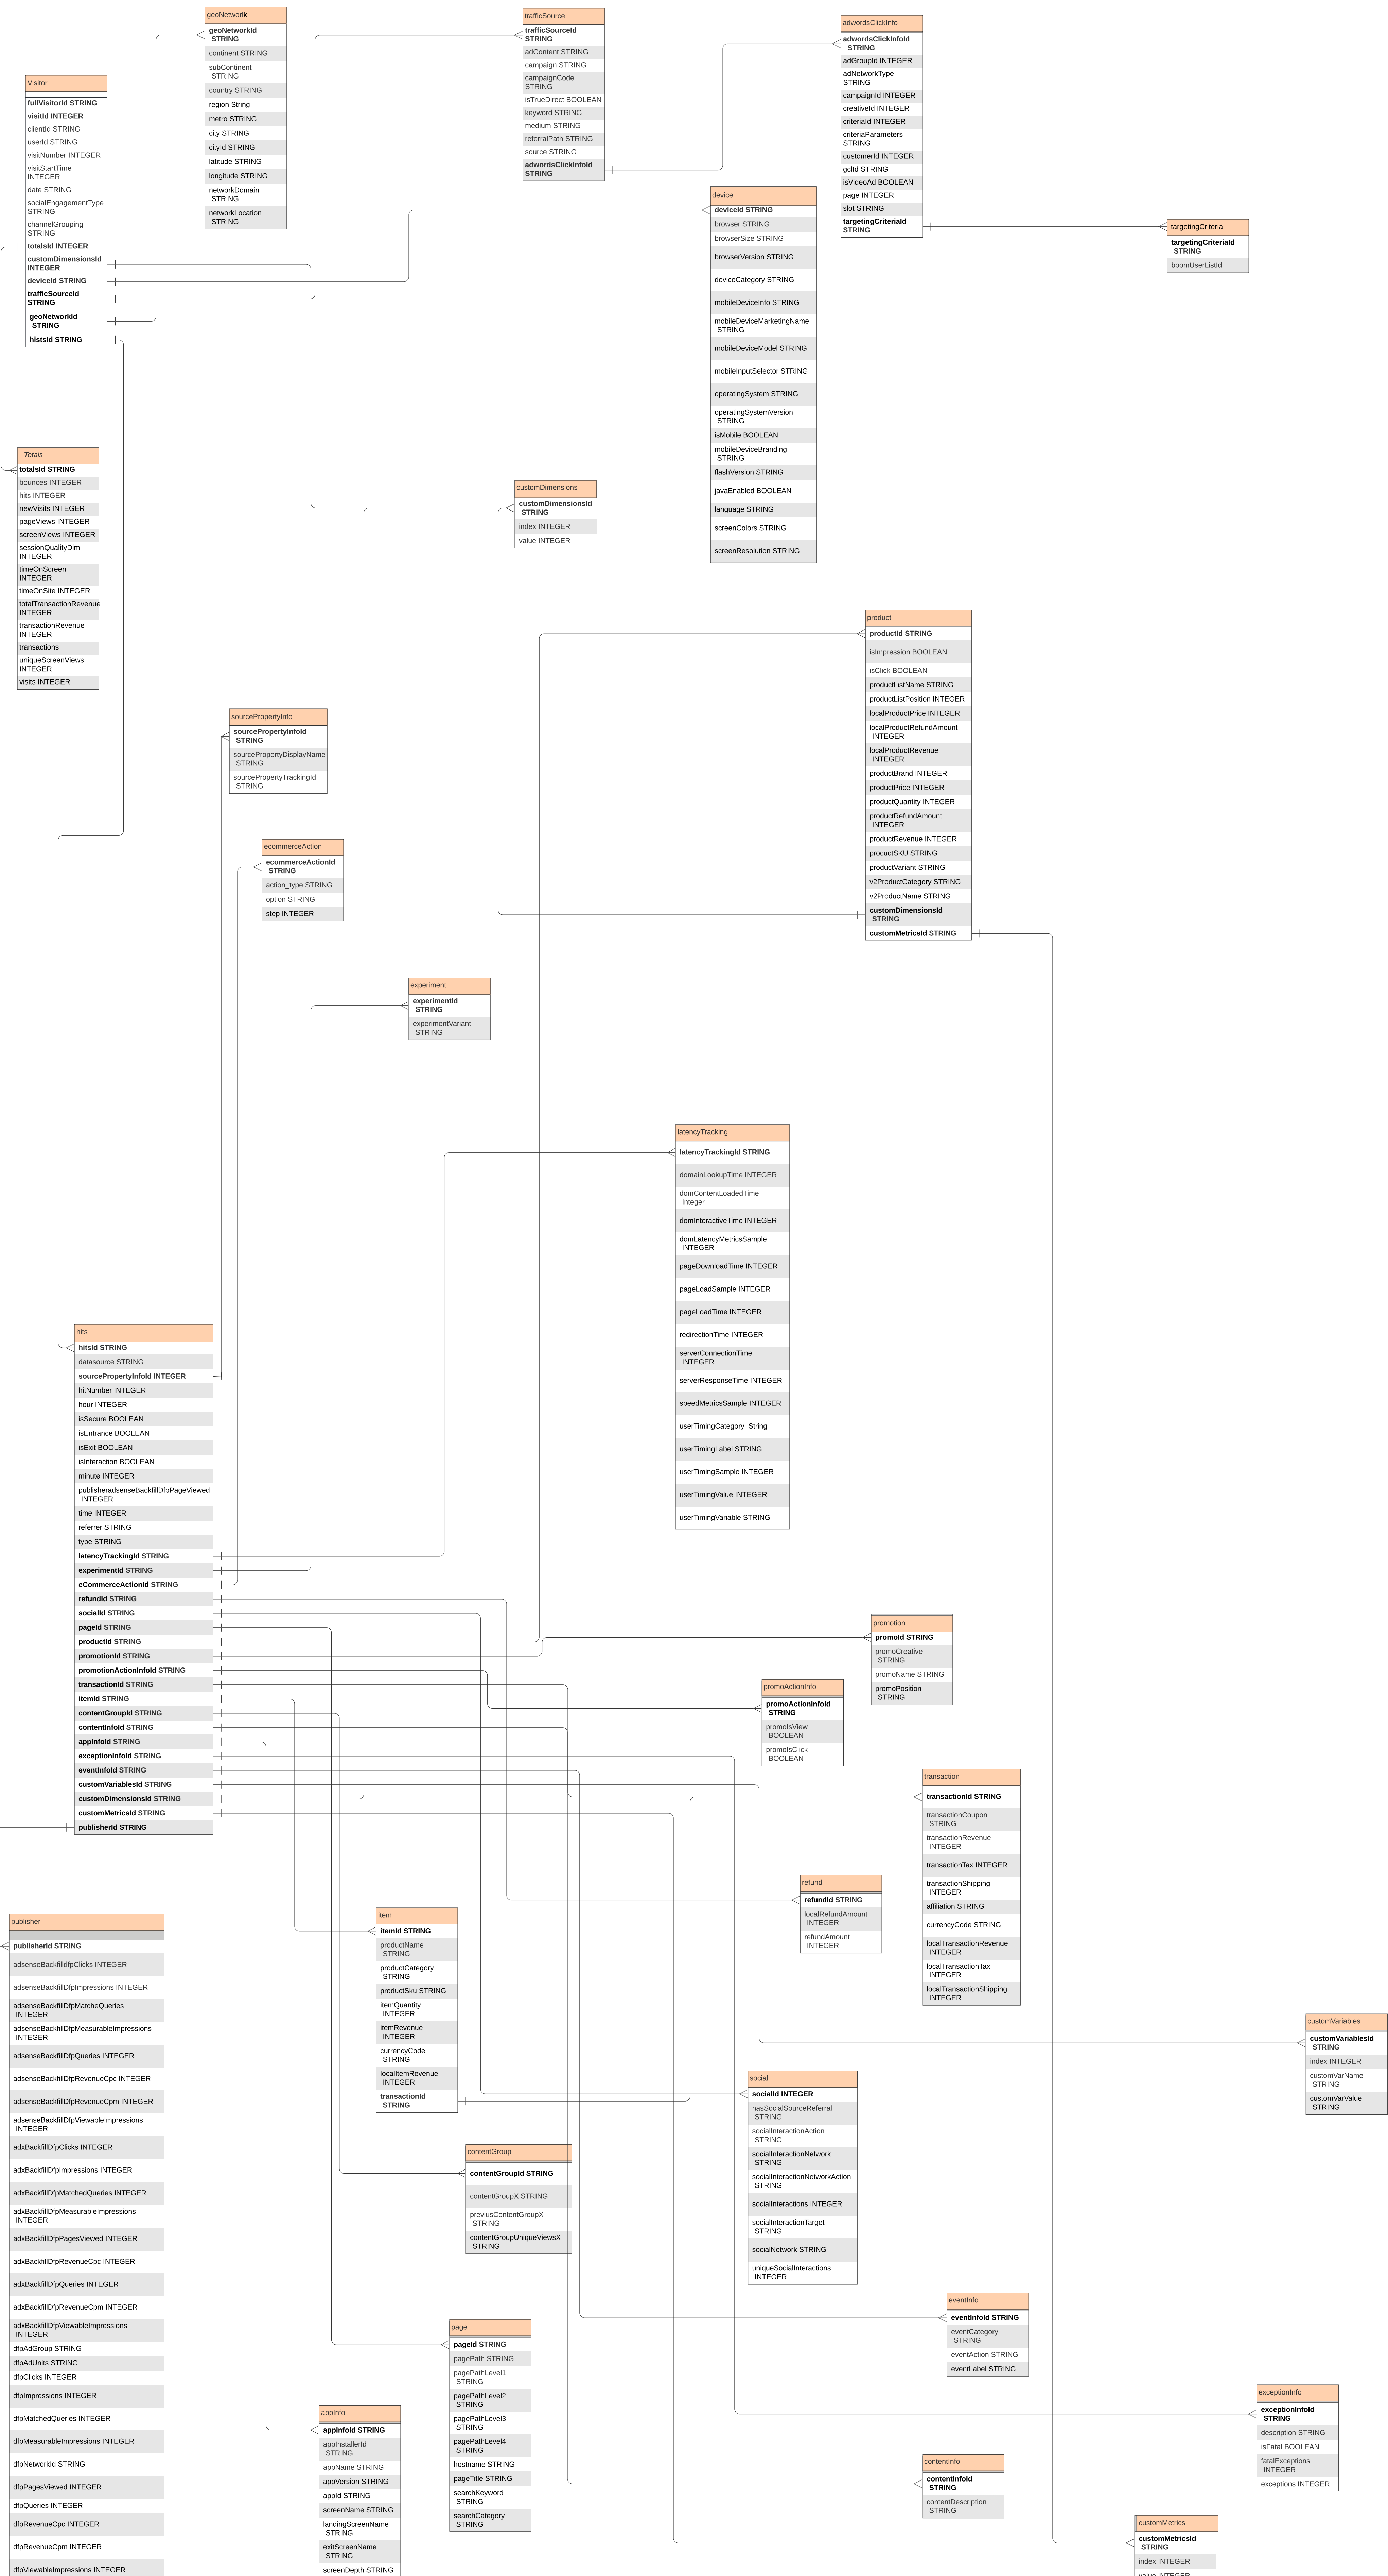 geoNetworlk
geoNetworkId
STRING
continent STRING
subContinent
STRING
country STRING
region String
metro STRING
city STRING
cityId STRING
latitude STRING
longitude STRING
networkDomain
STRING
networkLocation
STRING
trafficSource
trafficSourceId
STRING
adContent STRING
campaign STRING
campaignCode
STRING
isTrueDirect BOOLEAN
keyword STRING
medium STRING
referralPath STRING
source STRING
adwordsClickInfoId
STRING
adwordsClickInfo
adwordsClickInfoId
STRING
adGroupId INTEGER
adNetworkType
STRING
campaignId INTEGER
creativeId INTEGER
criteriaId INTEGER
criteriaParameters
STRING
customerId INTEGER
gclId STRING
isVideoAd BOOLEAN
page INTEGER
slot STRING
targetingCriteriaId
STRING
Visitor
fullVisitorId STRING
visitId INTEGER
clientId STRING
userId STRING
visitNumber INTEGER
visitStartTime
INTEGER
date STRING
socialEngagementType
STRING
channelGrouping
STRING
totalsId INTEGER
customDimensionsId
INTEGER
deviceId STRING
trafficSourceId
STRING
geoNetworkId
STRING
histsId STRING
device
deviceId STRING
browser STRING
browserSize STRING
browserVersion STRING
deviceCategory STRING
mobileDeviceInfo STRING
mobileDeviceMarketingName
STRING
mobileDeviceModel STRING
mobileInputSelector STRING
operatingSystem STRING
operatingSystemVersion
STRING
isMobile BOOLEAN
mobileDeviceBranding
STRING
flashVersion STRING
javaEnabled BOOLEAN
language STRING
screenColors STRING
screenResolution STRING
targetingCriteria
targetingCriteriaId
STRING
boomUserListId
Totals
totalsId STRING
bounces INTEGER
hits INTEGER
newVisits INTEGER
pageViews INTEGER
screenViews INTEGER
sessionQualityDim
INTEGER
timeOnScreen
INTEGER
timeOnSite INTEGER
totalTransactionRevenue
INTEGER
transactionRevenue
INTEGER
transactions
uniqueScreenViews
INTEGER
visits INTEGER
customDimensions
customDimensionsId
STRING
index INTEGER
value INTEGER
product
productId STRING
isImpression BOOLEAN
isClick BOOLEAN
productListName STRING
productListPosition INTEGER
localProductPrice INTEGER
localProductRefundAmount
INTEGER
localProductRevenue
INTEGER
productBrand INTEGER
productPrice INTEGER
productQuantity INTEGER
productRefundAmount
INTEGER
productRevenue INTEGER
procuctSKU STRING
productVariant STRING
v2ProductCategory STRING
v2ProductName STRING
customDimensionsId
STRING
customMetricsId STRING
sourcePropertyInfo
sourcePropertyInfoId
STRING
sourcePropertyDisplayName
STRING
sourcePropertyTrackingId
STRING
ecommerceAction
ecommerceActionId
STRING
action_type STRING
option STRING
step INTEGER
experiment
experimentId
STRING
experimentVariant
STRING
latencyTracking
latencyTrackingId STRING
domainLookupTime INTEGER
domContentLoadedTime
Integer
domInteractiveTime INTEGER
domLatencyMetricsSample
INTEGER
pageDownloadTime INTEGER
pageLoadSample INTEGER
pageLoadTime INTEGER
redirectionTime INTEGER
serverConnectionTime
INTEGER
serverResponseTime INTEGER
speedMetricsSample INTEGER
userTimingCategory String
userTimingLabel STRING
userTimingSample INTEGER
userTimingValue INTEGER
userTimingVariable STRING
hits
hitsId STRING
datasource STRING
sourcePropertyInfoId INTEGER
hitNumber INTEGER
hour INTEGER
isSecure BOOLEAN
isEntrance BOOLEAN
isExit BOOLEAN
isInteraction BOOLEAN
minute INTEGER
publisheradsenseBackfillDfpPageViewed
INTEGER
time INTEGER
referrer STRING
type STRING
latencyTrackingId STRING
experimentId STRING
eCommerceActionId STRING
refundId STRING
socialId STRING
pageId STRING
productId STRING
promotionId STRING
promotionActionInfoId STRING
transactionId STRING
itemId STRING
contentGroupId STRING
contentInfoId STRING
appInfoId STRING
exceptionInfoId STRING
eventInfoId STRING
customVariablesId STRING
customDimensionsId STRING
customMetricsId STRING
publisherId STRING
promotion
promoId STRING
promoCreative
STRING
promoName STRING
promoPosition
STRING
promoActionInfo
promoActionInfoId
STRING
promoIsView
BOOLEAN
promoIsClick
BOOLEAN
transaction
transactionId STRING
transactionCoupon
STRING
transactionRevenue
INTEGER
transactionTax INTEGER
transactionShipping
INTEGER
affiliation STRING
currencyCode STRING
localTransactionRevenue
INTEGER
localTransactionTax
INTEGER
localTransactionShipping
INTEGER
refund
refundId STRING
localRefundAmount
INTEGER
refundAmount
INTEGER
item
itemId STRING
productName
STRING
productCategory
STRING
productSku STRING
itemQuantity
INTEGER
itemRevenue
INTEGER
currencyCode
STRING
localItemRevenue
INTEGER
transactionId
STRING
publisher
publisherId STRING
adsenseBackfilldfpClicks INTEGER
adsenseBackfillDfpImpressions INTEGER
adsenseBackfillDfpMatcheQueries
INTEGER
adsenseBackfillDfpMeasurableImpressions
INTEGER
adsenseBackfillDfpQueries INTEGER
adsenseBackfillDfpRevenueCpc INTEGER
adsenseBackfillDfpRevenueCpm INTEGER
adsenseBackfillDfpViewableImpressions
INTEGER
adxBackfillDfpClicks INTEGER
adxBackfillDfpImpressions INTEGER
adxBackfillDfpMatchedQueries INTEGER
adxBackfillDfpMeasurableImpressions
INTEGER
adxBackfillDfpPagesViewed INTEGER
adxBackfillDfpRevenueCpc INTEGER
adxBackfillDfpQueries INTEGER
adxBackfillDfpRevenueCpm INTEGER
adxBackfillDfpViewableImpressions
INTEGER
dfpAdGroup STRING
dfpAdUnits STRING
dfpClicks INTEGER
dfpImpressions INTEGER
dfpMatchedQueries INTEGER
dfpMeasurableImpressions INTEGER
dfpNetworkId STRING
dfpPagesViewed INTEGER
dfpQueries INTEGER
dfpRevenueCpc INTEGER
dfpRevenueCpm INTEGER
dfpViewableImpressions INTEGER
customVariables
customVariablesId
STRING
index INTEGER
customVarName
STRING
customVarValue
STRING
social
socialId INTEGER
hasSocialSourceReferral
STRING
socialInteractionAction
STRING
socialInteractionNetwork
STRING
socialInteractionNetworkAction
STRING
socialInteractions INTEGER
socialInteractionTarget
STRING
socialNetwork STRING
uniqueSocialInteractions
INTEGER
contentGroup
contentGroupId STRING
contentGroupX STRING
previusContentGroupX
STRING
contentGroupUniqueViewsX
STRING
eventInfo
eventInfoId STRING
eventCategory
STRING
eventAction STRING
eventLabel STRING
page
pageId STRING
pagePath STRING
pagePathLevel1
STRING
pagePathLevel2
STRING
pagePathLevel3
STRING
pagePathLevel4
STRING
hostname STRING
pageTitle STRING
searchKeyword
STRING
searchCategory
STRING
exceptionInfo
exceptionInfoId
STRING
description STRING
isFatal BOOLEAN
fatalExceptions
INTEGER
exceptions INTEGER
appInfo
appInfoId STRING
appInstallerId
STRING
appName STRING
appVersion STRING
appId STRING
screenName STRING
landingScreenName
STRING
exitScreenName
STRING
screenDepth STRING
contentInfo
contentInfoId
STRING
contentDescription
STRING
customMetrics
customMetricsId
STRING
index INTEGER
value INTEGER